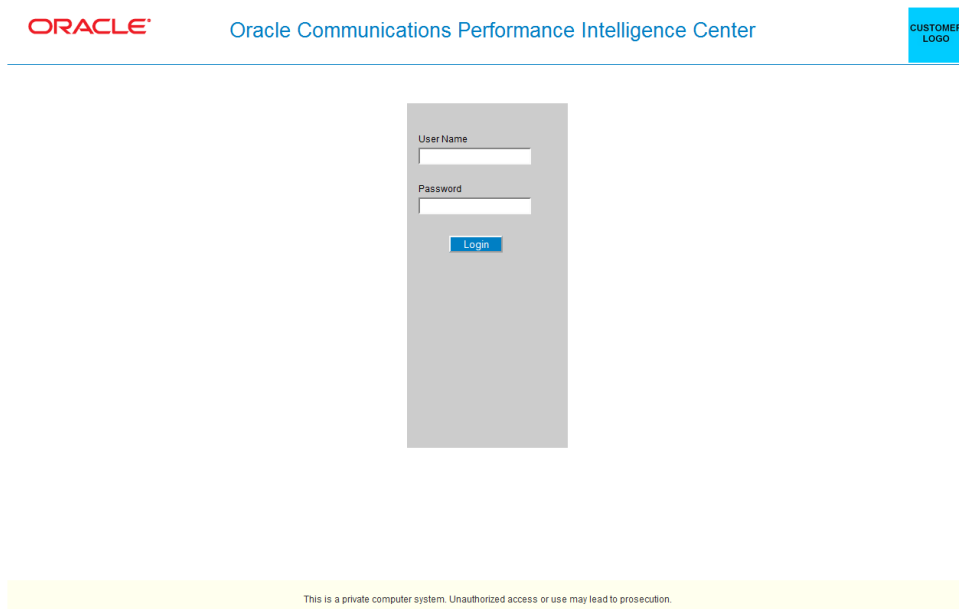 ORACLE®
Oracle Communications Performance Intelligence Center
CUSTOMER
LOGO
User Name
Password
Login
This is a private computer system. Unauthorized access or use may lead to prosecution.